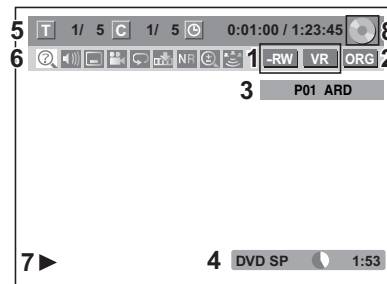 5 T 1/ 5 C 1/ 5 0:01:00 / 1:23:45 8
6 NR 1 -RW VR ORG 2
3 P01 ARD
7 4 DVD SP 1:53